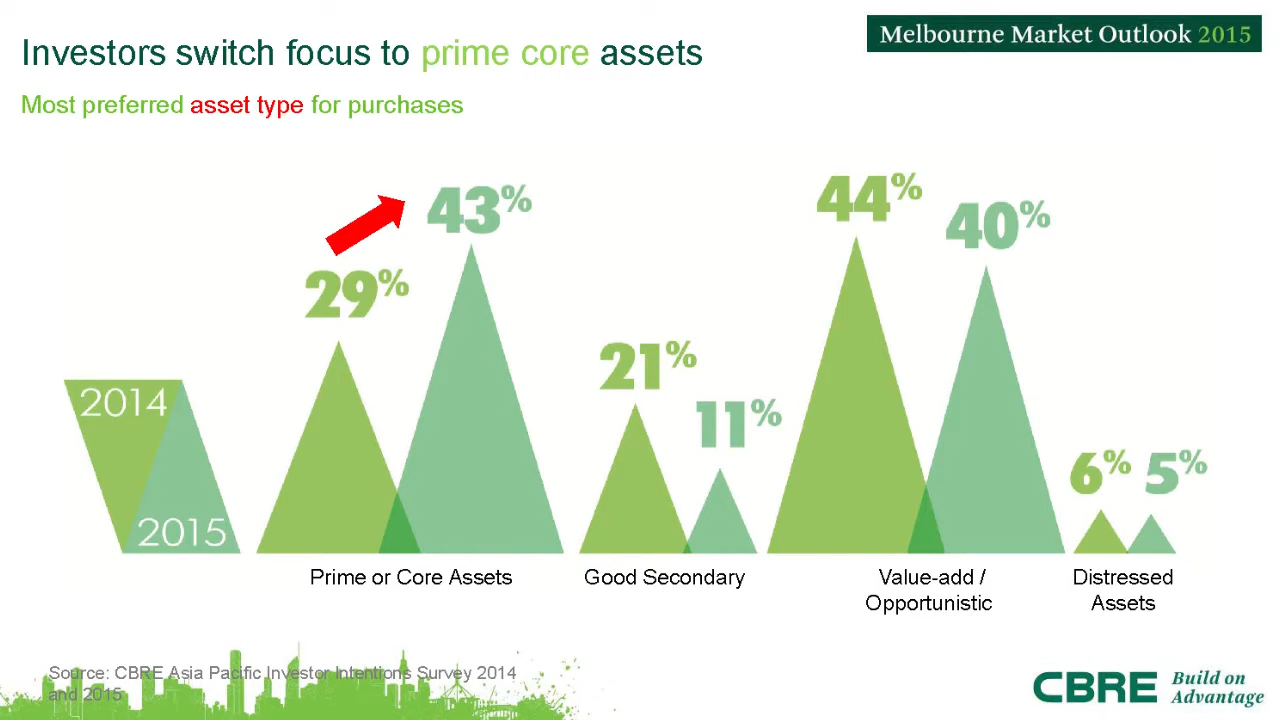 Investors switch focus to prime core assets
Melbourne Market Outlook 2015
Most preferred asset type for purchases
2014
2015
29%
43%
21%
11%
44%
40%
6%
5%
Prime or Core Assets
Good Secondary
Value-add /
Opportunistic
Distressed
Assets
Source: CBRE Asia Pacific Investor Intentions Survey 2014
and 2015
CBRE
Build on
Advantage